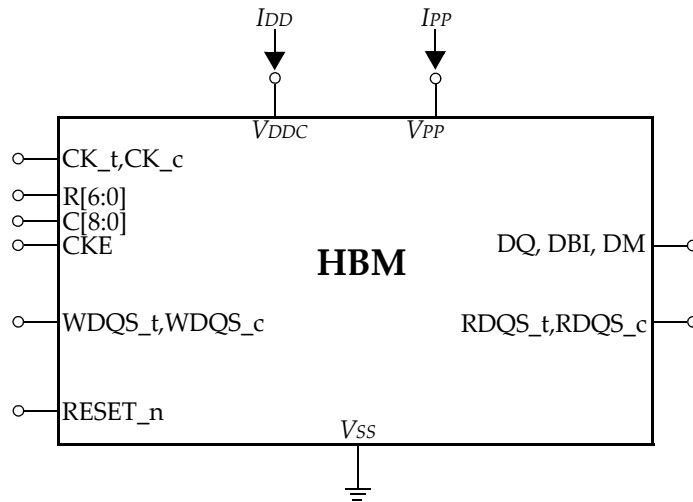 IDD
IPP
VDDC
VPP
CK_t,CK_c
R[6:0]
C[8:0]
CKE
DQ, DBI, DM
HBM
WDQS_t,WDQS_c
RDQS_t,RDQS_c
RESET_n
VSS